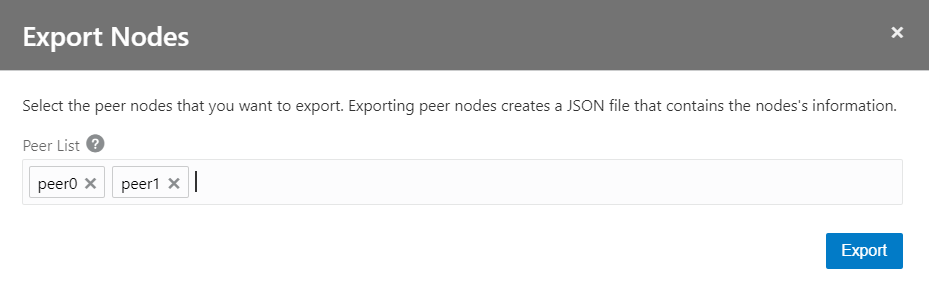 Export Nodes ×
Select the peer nodes that you want to export. Exporting peer nodes creates a JSON file that contains the nodes's information.
Peer List ?
peer0 × peer1 ×
Export